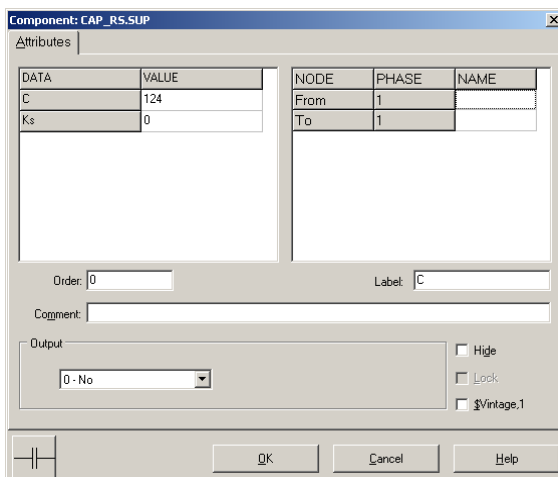 Component: CAP_RS.SUP
Attributes
DATA VALUE
C 124
Ks 0
NODE PHASE NAME
From 1
To 1
Order: 0
Label: C
Comment:
Output
0 - No
Hide
Lock
$Vintage,1
OK Cancel Help